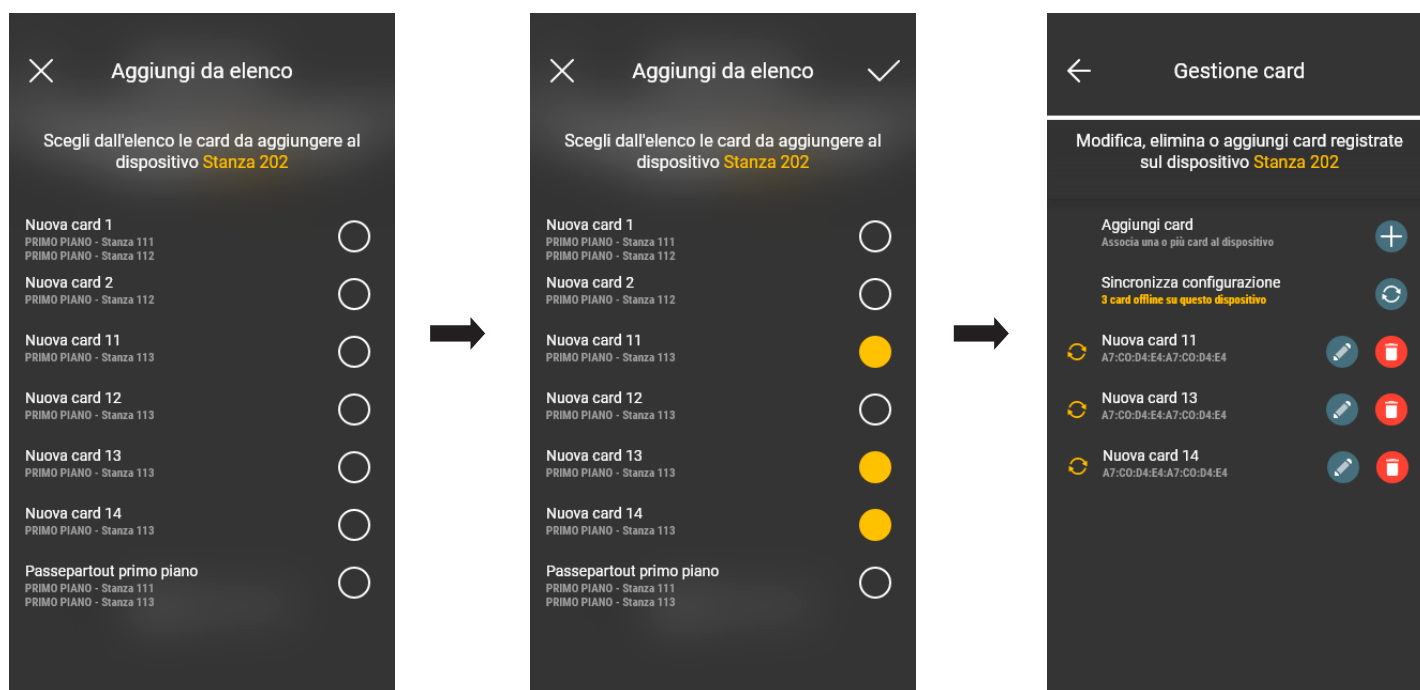 Aggiungi da elenco
Scegli dall'elenco le card da aggiungere al
dispositivo Stanza 202
Nuova card 1
PRIMO PIANO - Stanza 111
PRIMO PIANO - Stanza 112
Nuova card 2
PRIMO PIANO - Stanza 112
Nuova card 11
PRIMO PIANO - Stanza 113
Nuova card 12
PRIMO PIANO - Stanza 113
Nuova card 13
PRIMO PIANO - Stanza 113
Nuova card 14
PRIMO PIANO - Stanza 113
Passepartout primo piano
PRIMO PIANO - Stanza 111
PRIMO PIANO - Stanza 113
Aggiungi da elenco
Scegli dall'elenco le card da aggiungere al
dispositivo Stanza 202
Nuova card 1
PRIMO PIANO - Stanza 111
PRIMO PIANO - Stanza 112
Nuova card 2
PRIMO PIANO - Stanza 112
Nuova card 11
PRIMO PIANO - Stanza 113
Nuova card 12
PRIMO PIANO - Stanza 113
Nuova card 13
PRIMO PIANO - Stanza 113
Nuova card 14
PRIMO PIANO - Stanza 113
Passepartout primo piano
PRIMO PIANO - Stanza 111
PRIMO PIANO - Stanza 113
Gestione card
Modifica, elimina o aggiungi card registrate
sul dispositivo Stanza 202
Aggiungi card
Associa una o più card al dispositivo
Sincronizza configurazione
3 card offline su questo dispositivo
Nuova card 11
A7:C0:D4:E4:A7:C0:D4:E4
Nuova card 13
A7:C0:D4:E4:A7:C0:D4:E4
Nuova card 14
A7:C0:D4:E4:A7:C0:D4:E4